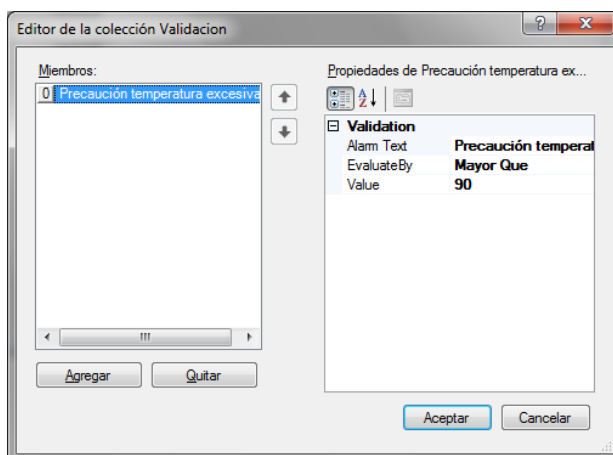 Editor de la colección Validacion
Miembros:
0 Precaución temperatura excesiva
Agregar
Quitar
Propiedades de Precaución temperatura ex...
Validation
Alarm Text Precaución temperat
EvaluateBy Mayor Que
Value 90
Aceptar
Cancelar